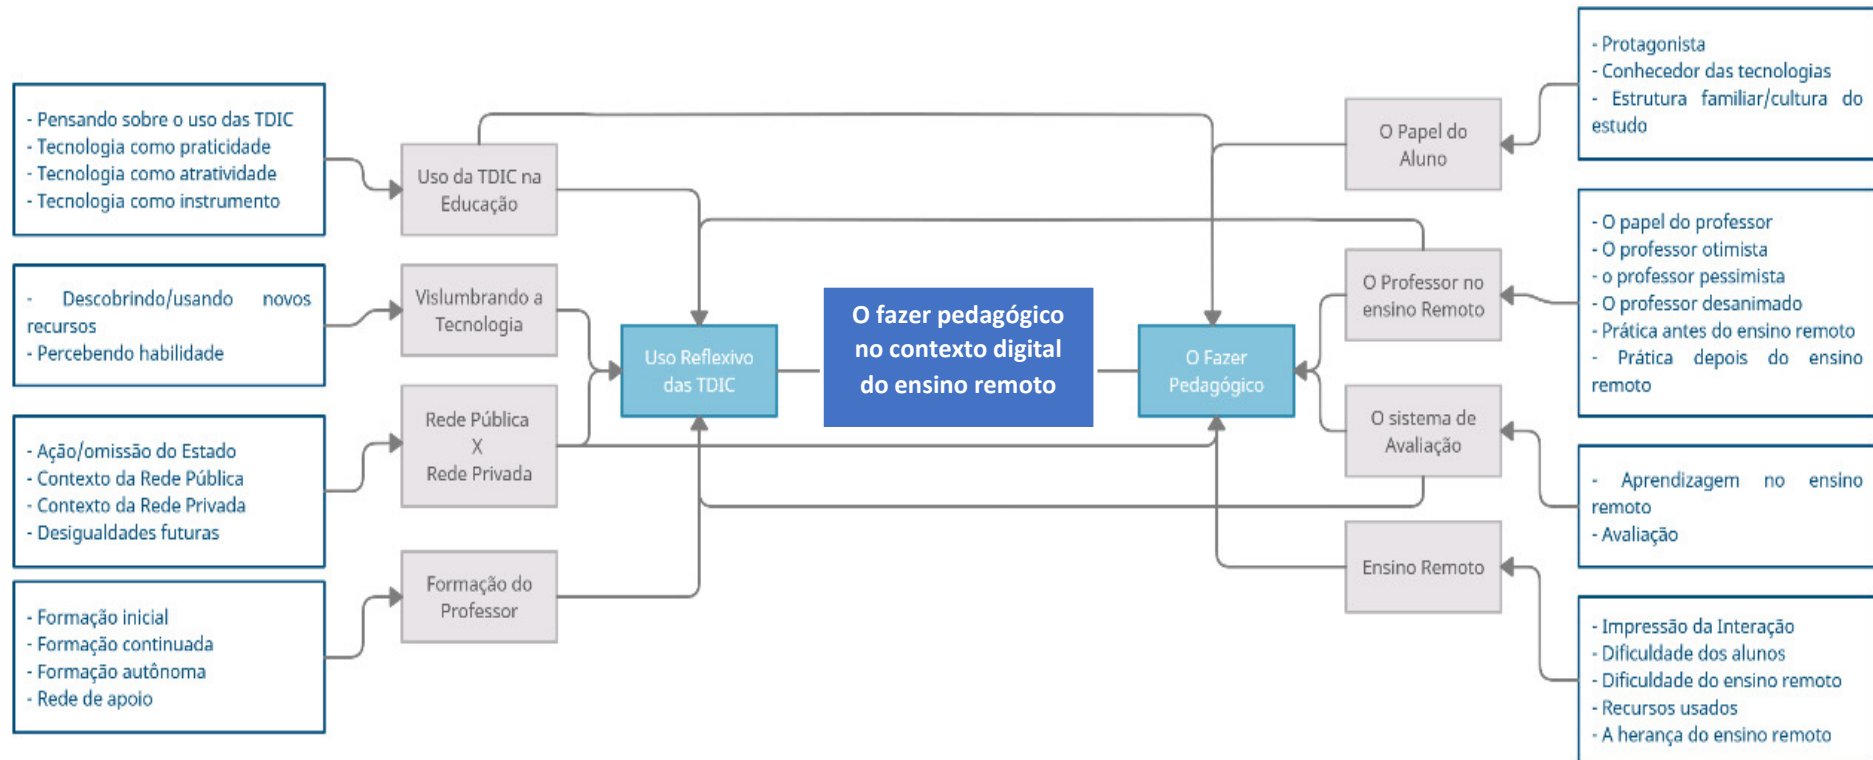 - Pensando sobre o uso das TDIC
- Tecnologia como praticidade
- Tecnologia como atratividade
- Tecnologia como instrumento
- Descobrindo/usando novos
recursos
- Percebendo habilidade
- Ação/omissão do Estado
- Contexto da Rede Pública
- Contexto da Rede Privada
- Desigualdades futuras
- Formação inicial
- Formação continuada
- Formação autônoma
- Rede de apoio
Uso da TDIC na
Educação
Vislumbrando a
Tecnologia
Rede Pública
X
Rede Privada
Formação do
Professor
Uso Reflexivo
das TDIC
O fazer pedagógico
no contexto digital
do ensino remoto
O Fazer
Pedagógico
O Papel do
Aluno
O Professor no
ensino Remoto
O sistema de
Avaliação
Ensino Remoto
- Protagonista
- Conhecedor das tecnologias
- Estrutura familiar/cultura do
estudo
- O papel do professor
- O professor otimista
- o professor pessimista
- O professor desanimado
- Prática antes do ensino remoto
- Prática depois do ensino
remoto
- Aprendizagem no ensino
remoto
- Avaliação
- Impressão da Interação
- Dificuldade dos alunos
- Dificuldade do ensino remoto
- Recursos usados
- A herança do ensino remoto